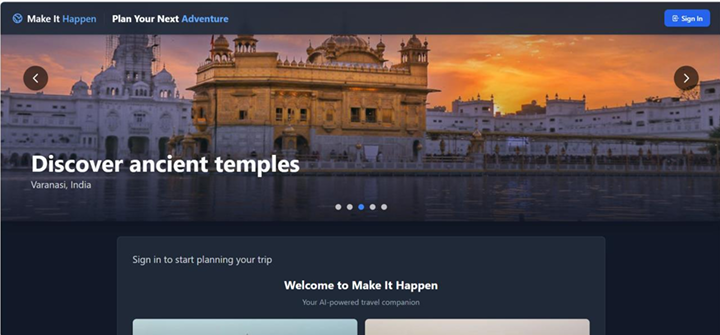 Make It Happen
Plan Your Next Adventure
Sign In
Discover ancient temples
Varanasi, India
Sign in to start planning your trip
Welcome to Make It Happen
Your AI-powered travel companion